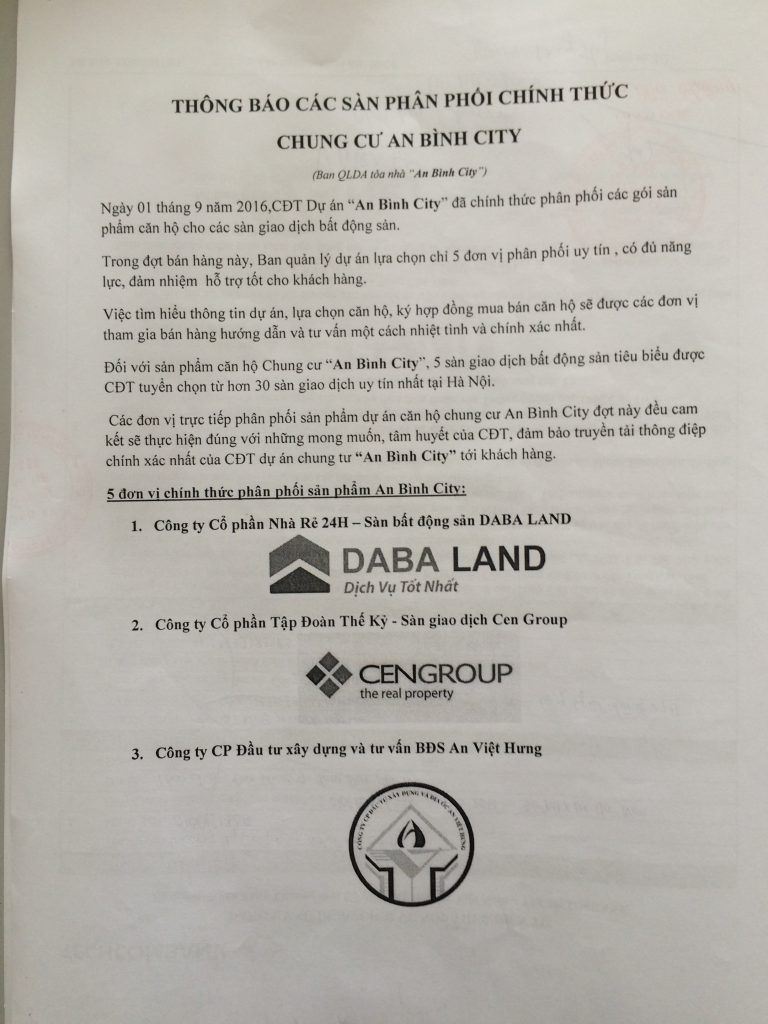 THÔNG BÁO CÁC SÀN PHÂN PHỐI CHÍNH THỨC
CHUNG CƯ AN BÌNH CITY
(Ban QLDA tòa nhà "An Bình City")
Ngày 01 tháng 9 năm 2016,CĐT Dự án "An Bình City" đã chính thức phân phối các gói sản
phẩm căn hộ cho các sàn giao dịch bất động sản.
Trong đợt bán hàng này, Ban quản lý dự án lựa chọn chỉ 5 đơn vị phân phối uy tín , có đủ năng
lực, đảm nhiệm hỗ trợ tốt cho khách hàng.
Việc tìm hiểu thông tin dự án, lựa chọn căn hộ, ký hợp đồng mua bán căn hộ sẽ được các đơn vị
tham gia bán hàng hướng dẫn và tư vấn một cách nhiệt tình và chính xác nhất.
Đối với sản phẩm căn hộ Chung cư "An Bình City", 5 sàn giao dịch bất động sản tiêu biểu được
CĐT tuyển chọn từ hơn 30 sàn giao dịch uy tín nhất tại Hà Nội.
Các đơn vị trực tiếp phân phối sản phẩm dự án căn hộ chung cư An Bình City đợt này đều cam
kết sẽ thực hiện đúng với những mong muốn, tâm huyết của CĐT, đảm bảo truyền tải thông điệp
chính xác nhất của CĐT dự án chung tư "An Bình City" tới khách hàng.
5 đơn vị chính thức phân phối sản phẩm An Bình City:
1. Công ty Cổ phần Nhà Rẻ 24H – Sàn bất động sản DABA LAND
DABA LAND
Dịch Vụ Tốt Nhất
2. Công ty Cổ phần Tập Đoàn Thế Kỷ - Sàn giao dịch Cen Group
CENGROUP
the real property
3. Công ty CP Đầu tư xây dựng và tư vấn BĐS An Việt Hưng
CÔNG TY CP ĐẦU TƯ XÂY DỰNG VÀ ĐỊA ỐC AN VIỆT HƯNG